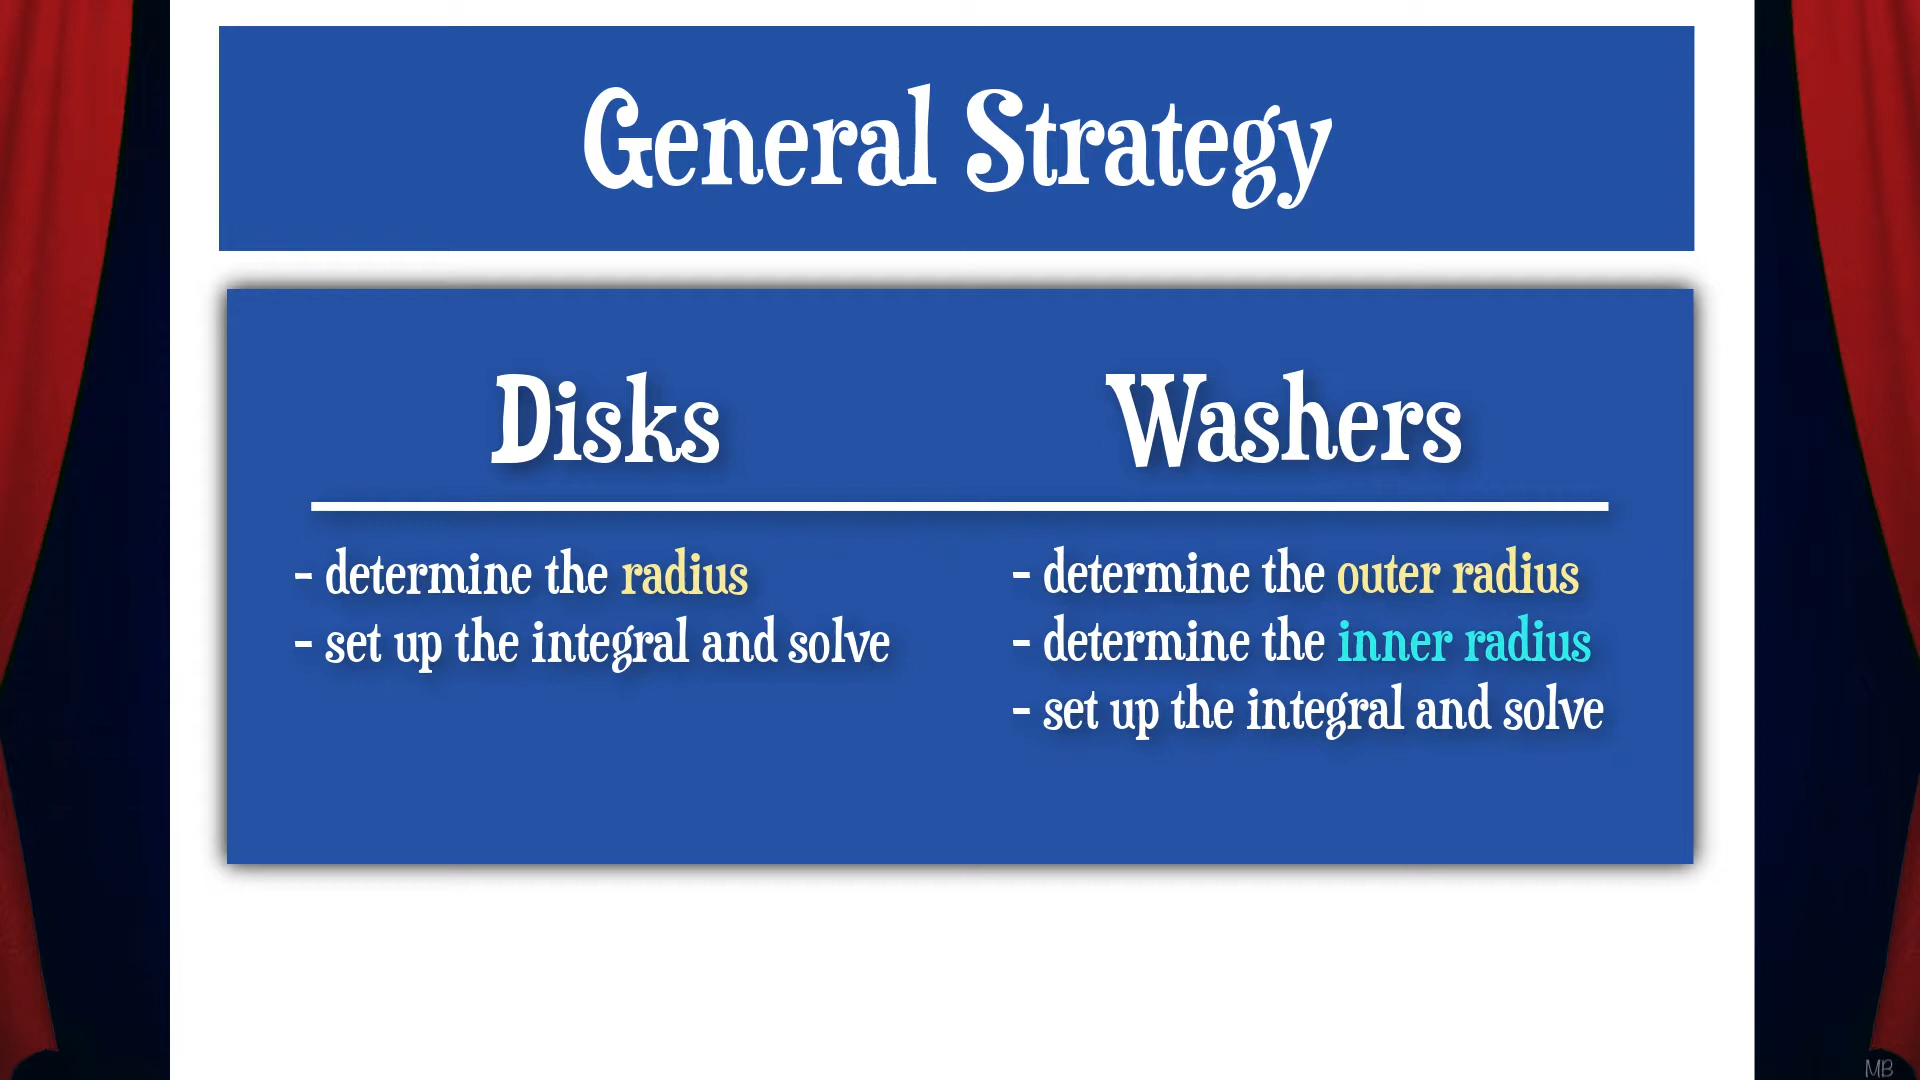 General Strategy
Disks
- determine the radius
- set up the integral and solve
Washers
- determine the outer radius
- determine the inner radius
- set up the integral and solve
MB